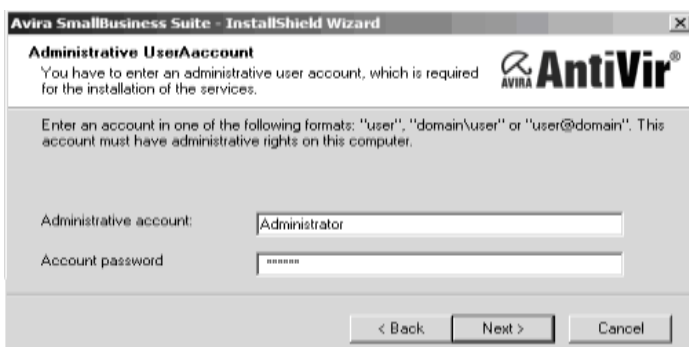 Avira SmallBusiness Suite - InstallShield Wizard
Administrative UserAaccount
You have to enter an administrative user account, which is required
for the installation of the services.
AVIRA AntiVir®
Enter an account in one of the following formats: "user", "domain\user" or "user@domain". This
account must have administrative rights on this computer.
Administrative account:
Administrator
Account password
< Back
Next >
Cancel